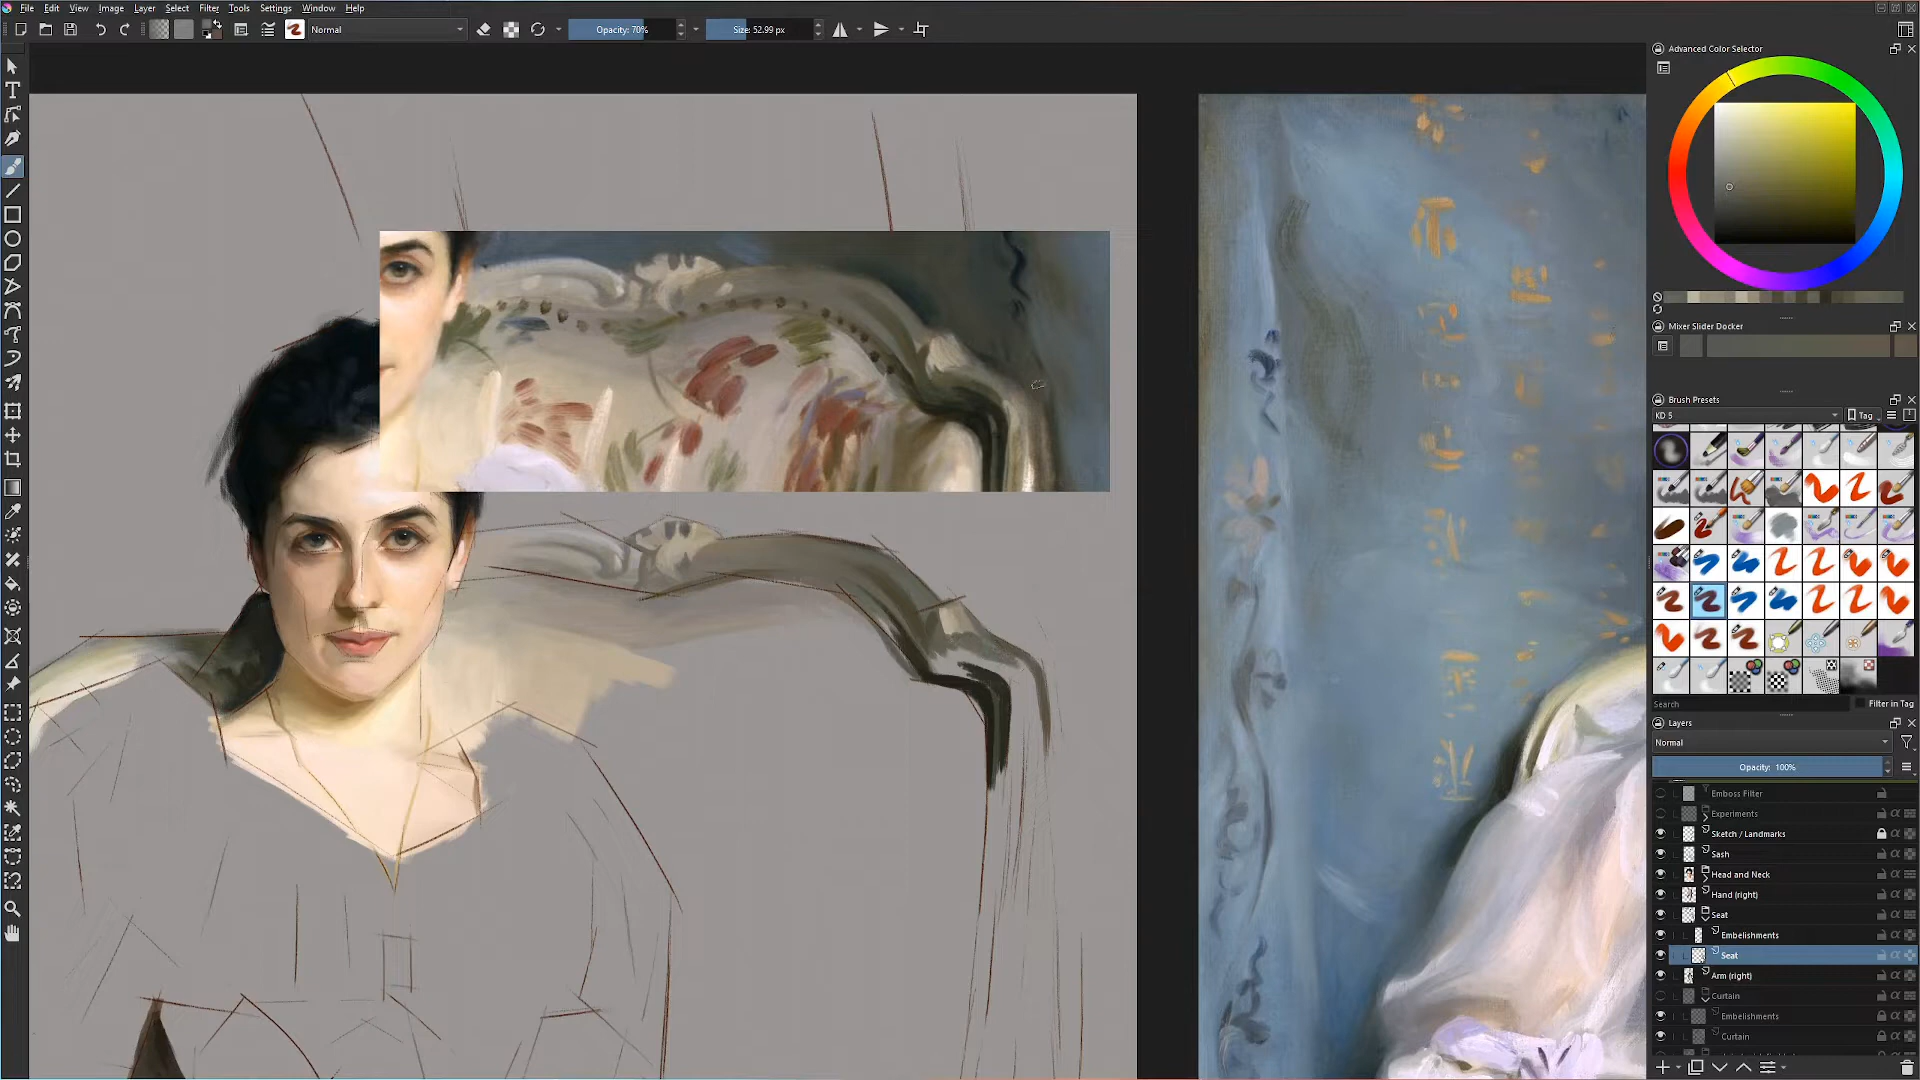 File Edit View Image Layer Select Filter Tools Settings Window Help
Normal Opacity: 70% Size: 52.99 px
Advanced Color Selector
Mixer Slider Docker
Brush Presets
KD 5 Tag
Search Filter in Tag
Layers
Normal
Opacity: 100%
Emboss Filter
Experiments
Sketch / Landmarks
Sash
Head and Neck
Hand (right)
Seat
Embelishments
Seat
Arm (right)
Curtain
Embelishments
Curtain